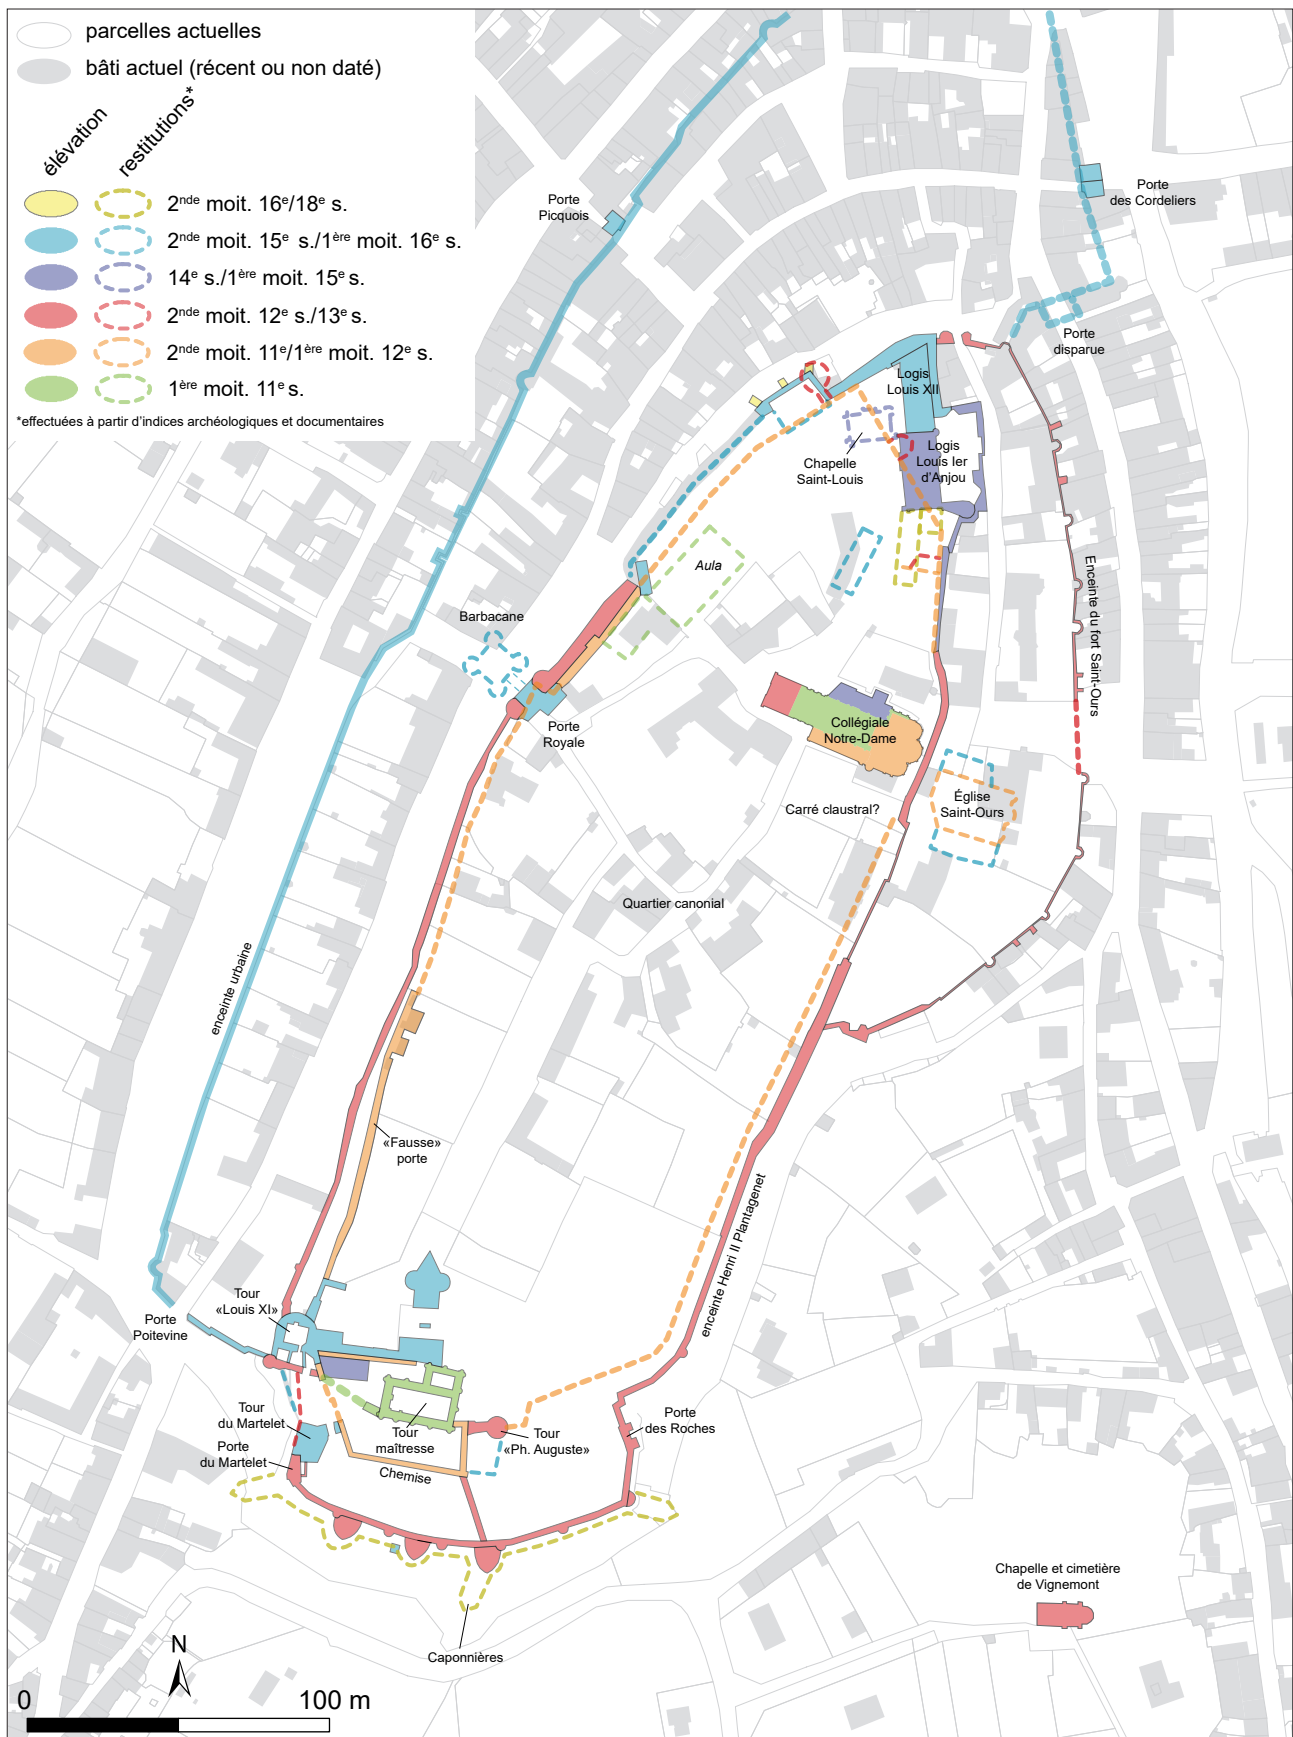 parcelles actuelles
bâti actuel (récent ou non daté)
élévation
restitutions*
2nde moit. 16e/18e s.
2nde moit. 15e s./1ère moit. 16e s.
14e s./1ère moit. 15e s.
2nde moit. 12e s./13e s.
2nde moit. 11e/1ère moit. 12e s.
1ère moit. 11e s.
*effectuées à partir d'indices archéologiques et documentaires
Porte
Picquois
Porte
des Cordeliers
Porte
disparue
Logis
Louis XII
Logis
Louis Ier
d'Anjou
Chapelle
Saint-Louis
Aula
Enceinte du fort Saint-Ours
Barbacane
Porte
Royale
Collégiale
Notre-Dame
Église
Saint-Ours
Carré claustral?
Quartier canonial
enceinte urbaine
«Fausse»
porte
enceinte Henri II Plantagenet
Tour
«Louis XI»
Porte
Poitevine
Tour
du Martelet
Porte
du Martelet
Tour
maîtresse
Tour
«Ph. Auguste»
Porte
des Roches
Chemise
Chapelle et cimetière
de Vignemont
Caponnières
N
0
100 m